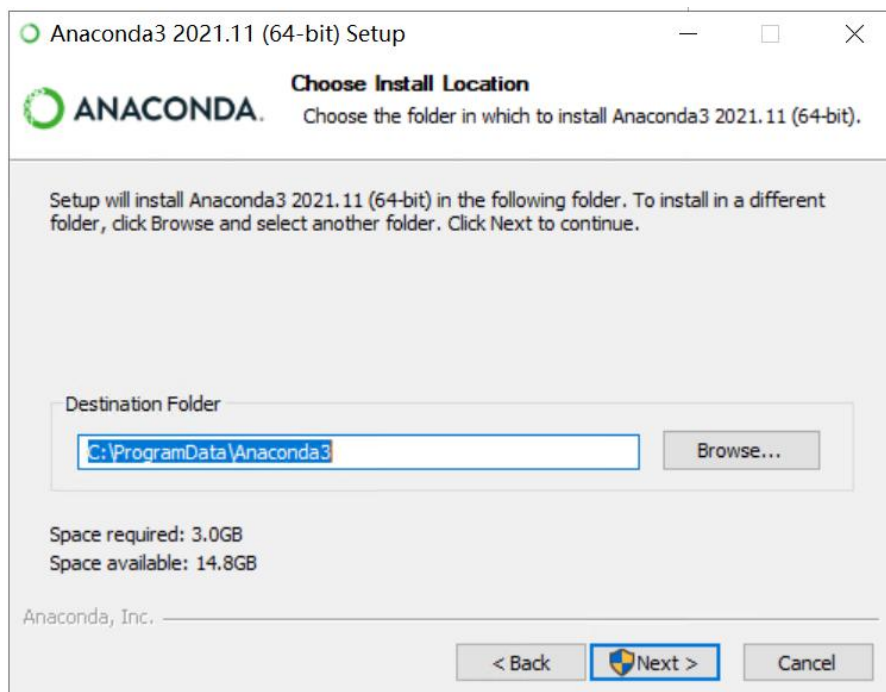 Anaconda3 2021.11 (64-bit) Setup
ANACONDA.
Choose Install Location
Choose the folder in which to install Anaconda3 2021.11 (64-bit).
Setup will install Anaconda3 2021.11 (64-bit) in the following folder. To install in a different
folder, click Browse and select another folder. Click Next to continue.
Destination Folder
C:\ProgramData\Anaconda3
Browse...
Space required: 3.0GB
Space available: 14.8GB
Anaconda, Inc.
< Back
Next >
Cancel